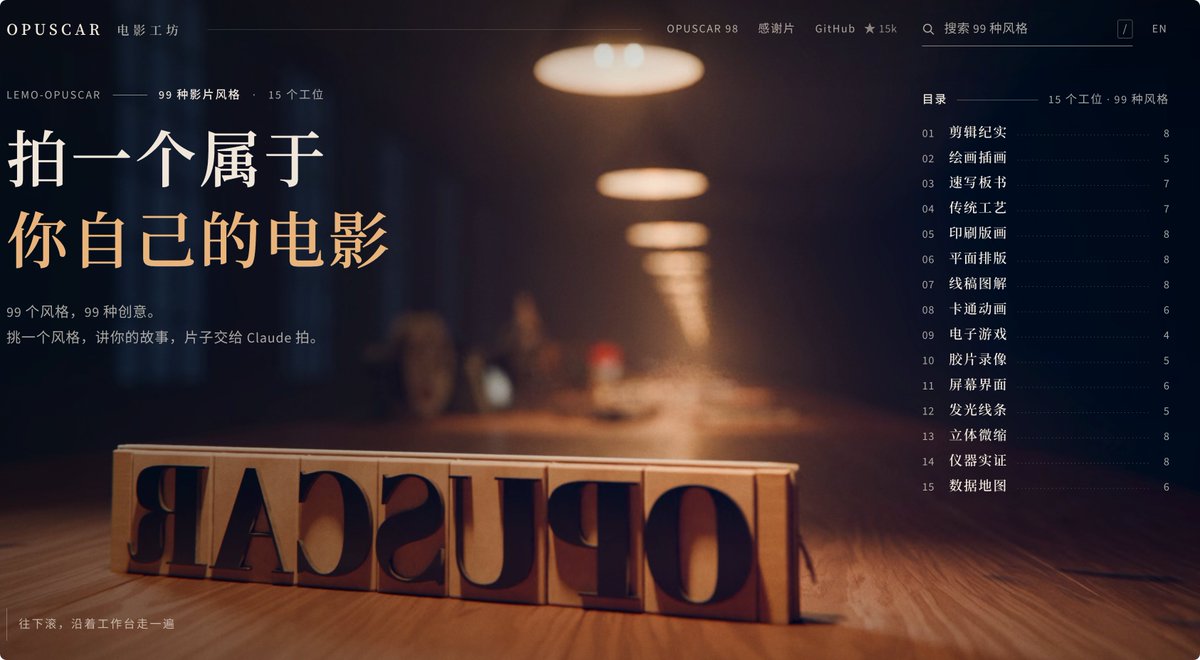 OPUSCAR 电影工坊
OPUSCAR 98 感谢片 GitHub ★ 15k 搜索 99 种风格 / EN
LEMO-OPUSCAR —— 99 种影片风格 · 15 个工位
拍一个属于
你自己的电影
99 个风格，99 种创意。
挑一个风格，讲你的故事，片子交给 Claude 拍。
目录 —— 15 个工位 · 99 种风格
01 剪辑纪实 8
02 绘画插画 5
03 速写板书 7
04 传统工艺 7
05 印刷版画 8
06 平面排版 8
07 线稿图解 8
08 卡通动画 6
09 电子游戏 4
10 胶片录像 5
11 屏幕界面 6
12 发光线条 5
13 立体微缩 8
14 仪器实证 8
15 数据地图 6
OPUSCAR
往下滚，沿着工作台走一遍